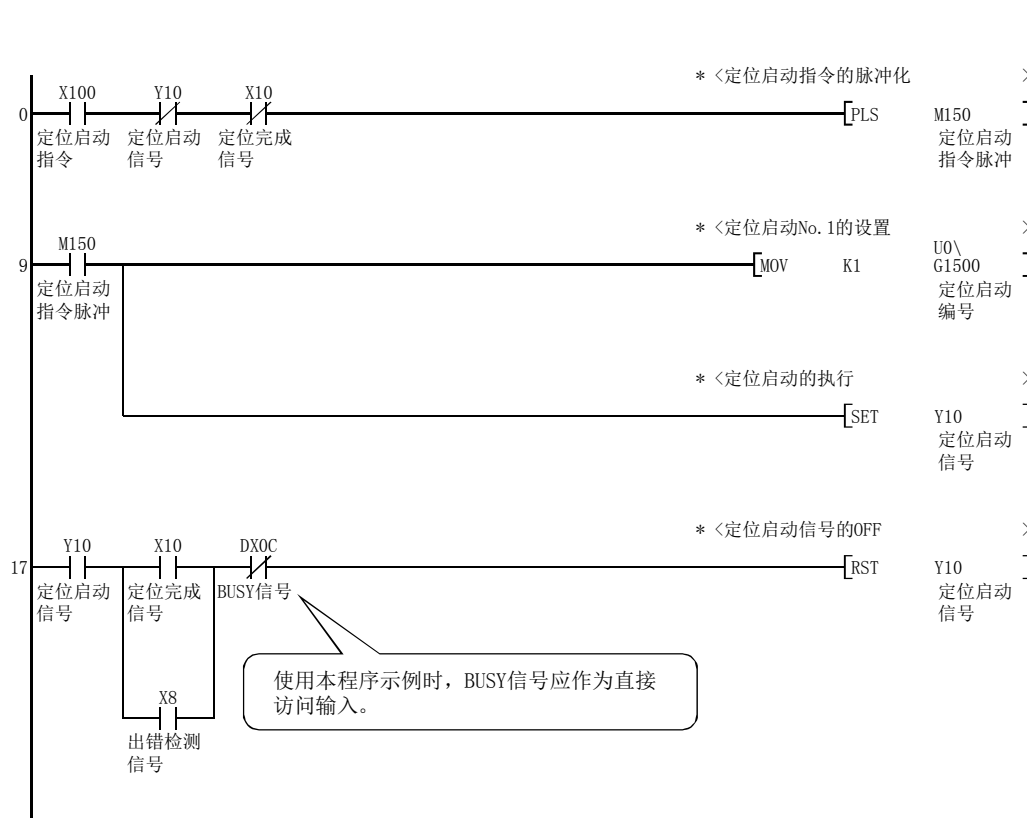 * <定位启动指令的脉冲化 >
X100 Y10 X10
0 PLS M150
定位启动 定位启动 定位完成 定位启动
指令 信号 信号 指令脉冲
* <定位启动No.1的设置 >
M150 U0\
9 MOV K1 G1500
定位启动 定位启动
指令脉冲 编号
* <定位启动的执行 >
SET Y10
定位启动
信号
* <定位启动信号的OFF >
Y10 X10 DX0C
17 RST Y10
定位启动 定位完成 BUSY信号 定位启动
信号 信号 信号
使用本程序示例时，BUSY信号应作为直接
访问输入。
X8
出错检测
信号